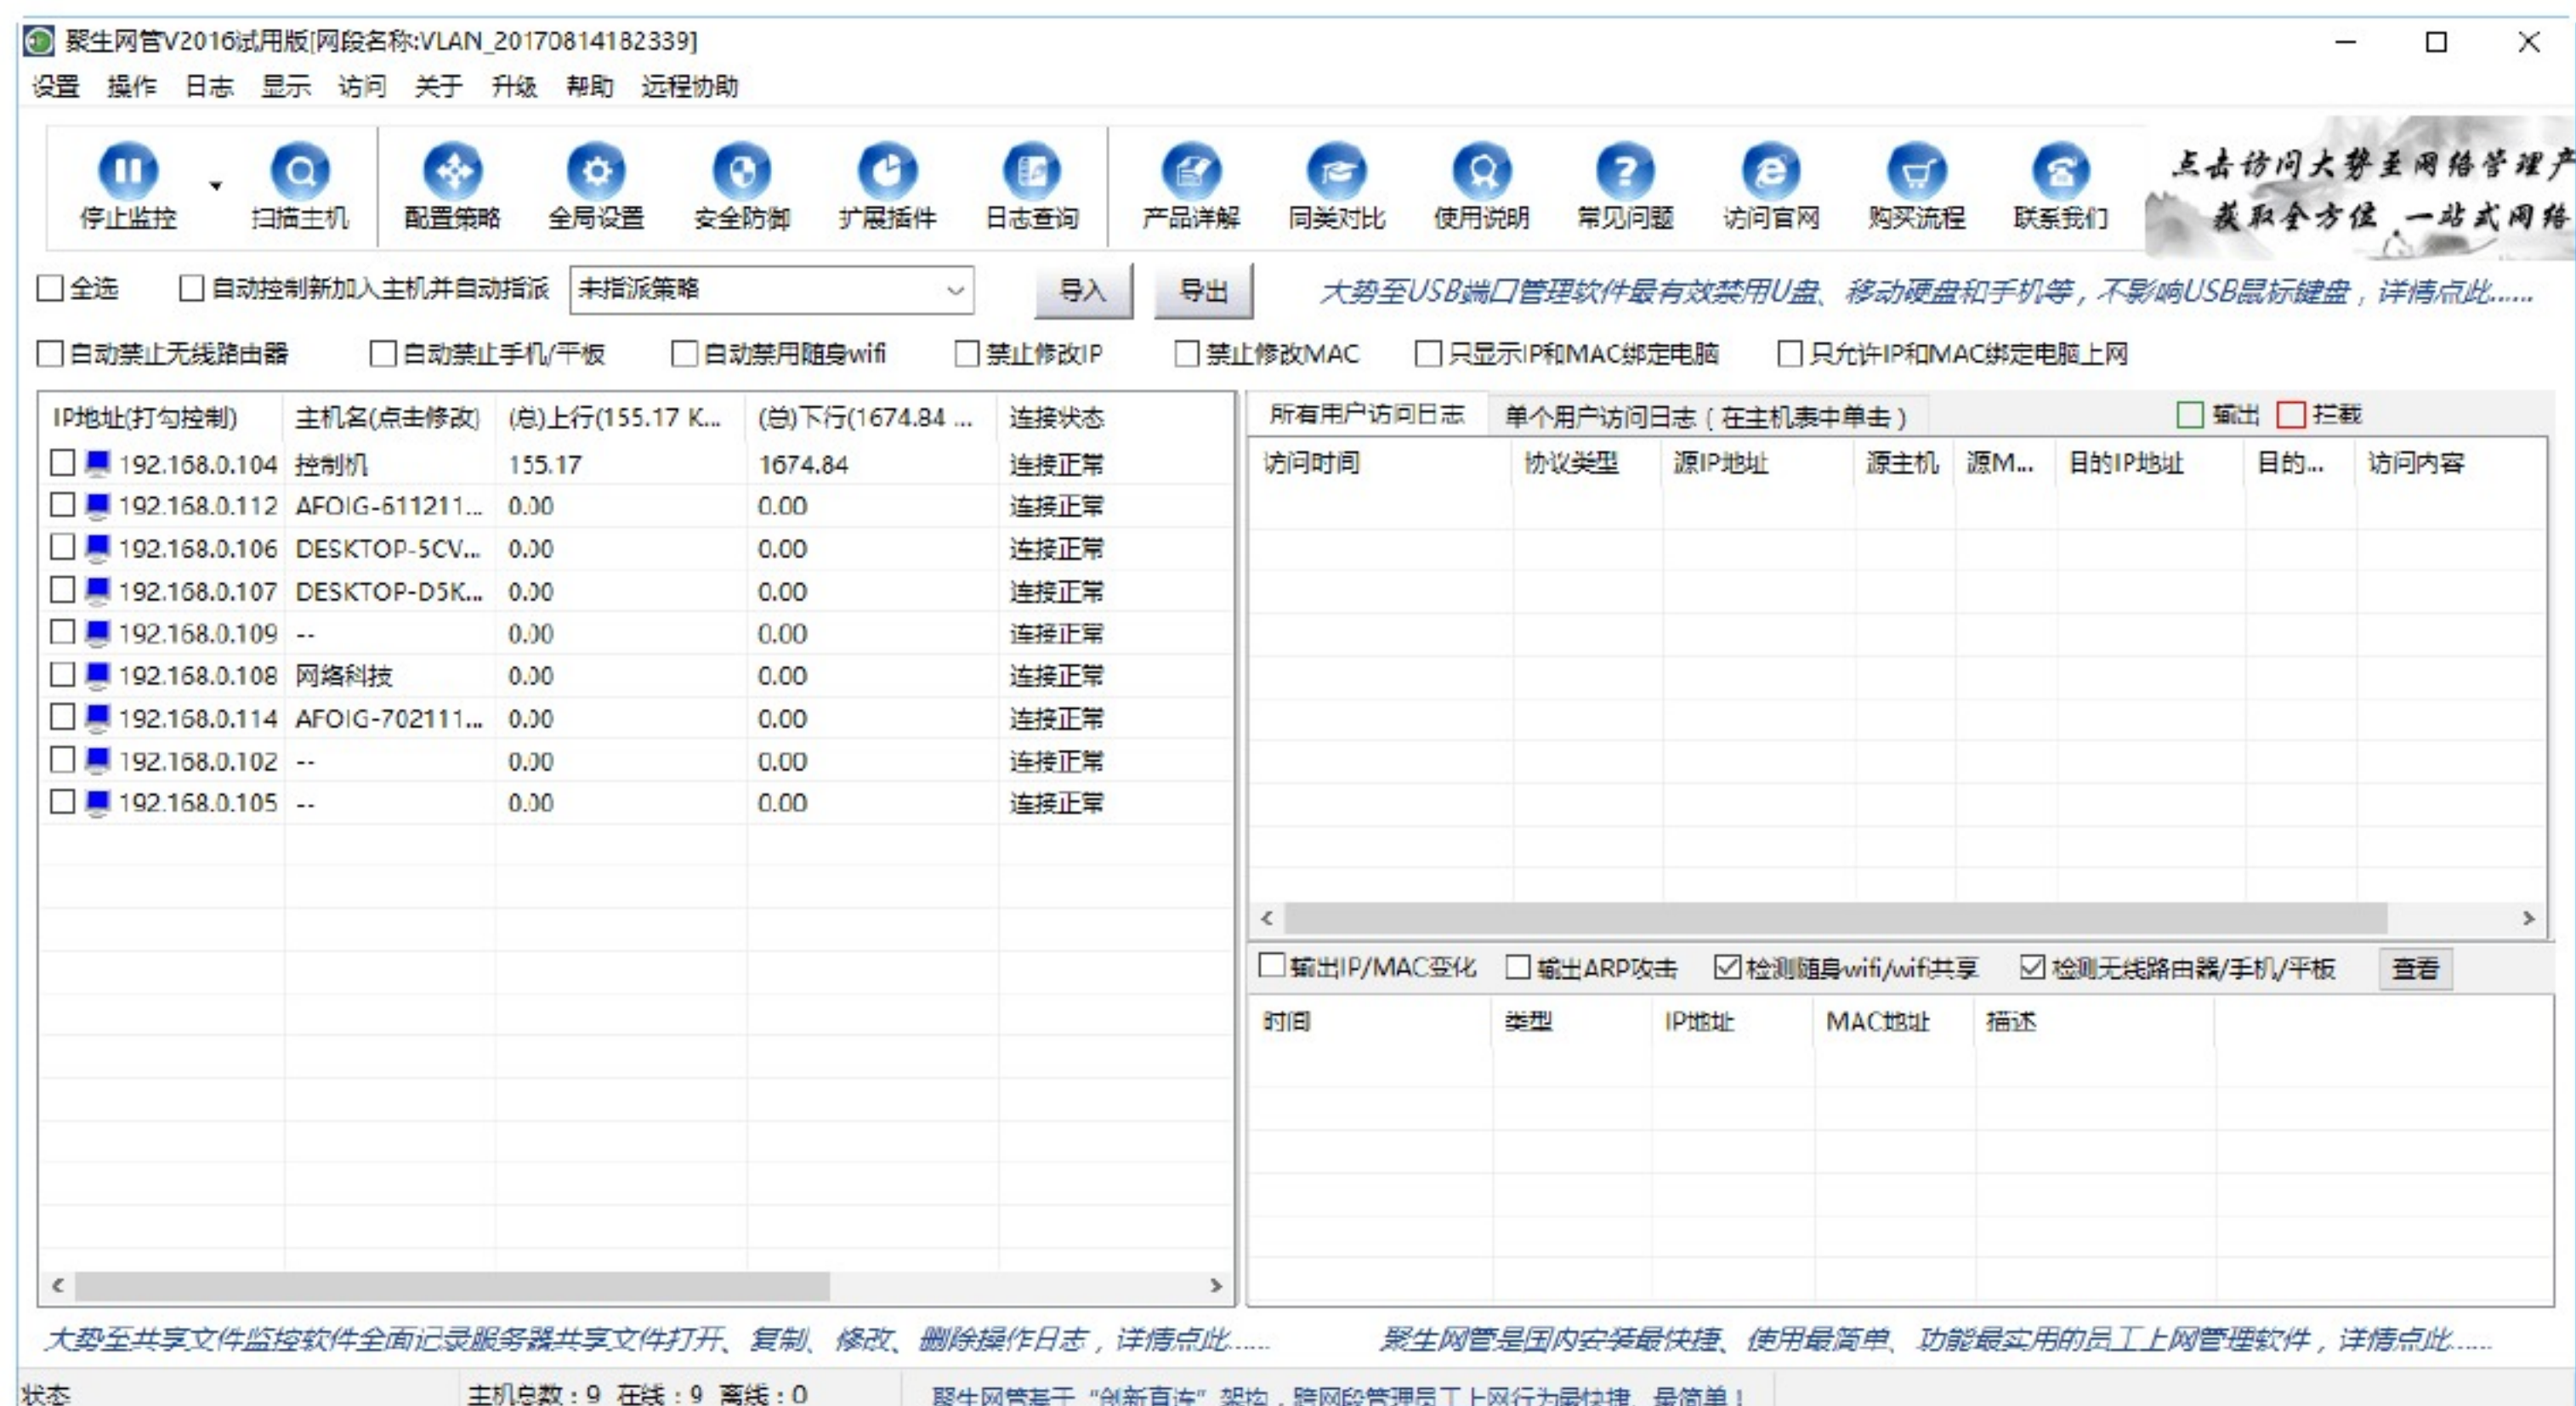 聚生网管V2016试用版[网段名称:VLAN_20170814182339]
设置 操作 日志 显示 访问 关于 升级 帮助 远程协助
停止监控 扫描主机 配置策略 全局设置 安全防御 扩展插件 日志查询 产品详解 同类对比 使用说明 常见问题 访问官网 购买流程 联系我们
点击访问大势至网络管理产
获取全方位、一站式网络
全选 自动控制新加入主机并自动指派 未指派策略 导入 导出 大势至USB端口管理软件最有效禁用U盘、移动硬盘和手机等，不影响USB鼠标键盘，详情点此......
自动禁止无线路由器 自动禁止手机/平板 自动禁用随身wifi 禁止修改IP 禁止修改MAC 只显示IP和MAC绑定电脑 只允许IP和MAC绑定电脑上网
IP地址(打勾控制) 主机名(点击修改) (总)上行(155.17 K... (总)下行(1674.84 ... 连接状态
192.168.0.104 控制机 155.17 1674.84 连接正常
192.168.0.112 AFOIG-611211... 0.00 0.00 连接正常
192.168.0.106 DESKTOP-5CV... 0.00 0.00 连接正常
192.168.0.107 DESKTOP-D5K... 0.00 0.00 连接正常
192.168.0.109 -- 0.00 0.00 连接正常
192.168.0.108 网络科技 0.00 0.00 连接正常
192.168.0.114 AFOIG-702111... 0.00 0.00 连接正常
192.168.0.102 -- 0.00 0.00 连接正常
192.168.0.105 -- 0.00 0.00 连接正常
所有用户访问日志 单个用户访问日志（在主机表中单击） 输出 拦截
访问时间 协议类型 源IP地址 源主机 源M... 目的IP地址 目的... 访问内容
输出IP/MAC变化 输出ARP攻击 检测随身wifi/wifi共享 检测无线路由器/手机/平板 查看
时间 类型 IP地址 MAC地址 描述
大势至共享文件监控软件全面记录服务器共享文件打开、复制、修改、删除操作日志，详情点此...... 聚生网管是国内安装最快捷、使用最简单、功能最实用的员工上网管理软件，详情点此......
状态 主机总数：9 在线：9 离线：0 聚生网管基于“创新直连”架构，跨网段管理员工上网行为最快捷、最简单！